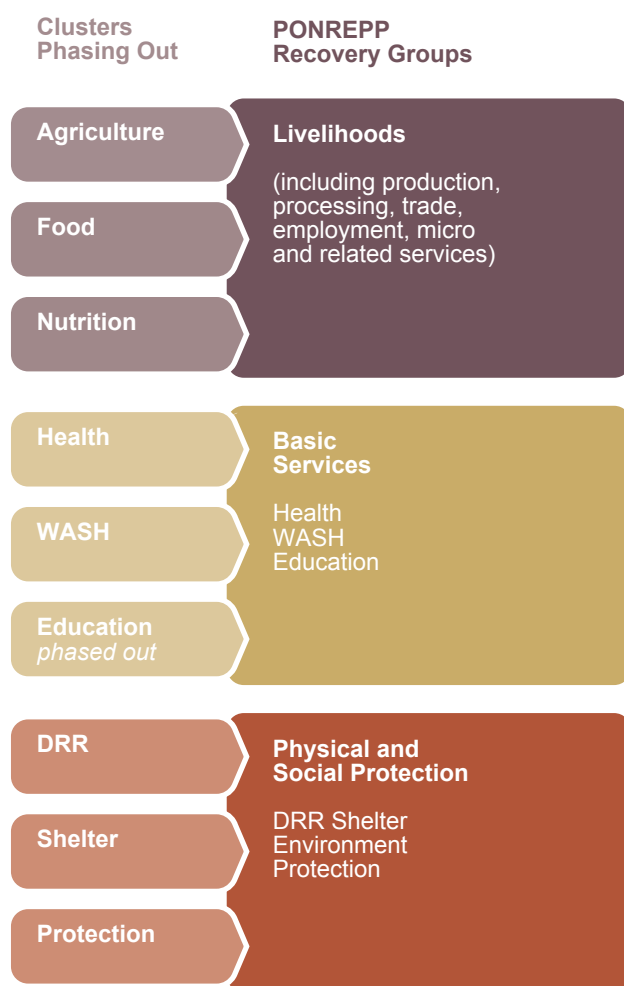 Clusters
Phasing Out
PONREPP
Recovery Groups
Agriculture
Food
Nutrition
Livelihoods
(including production,
processing, trade,
employment, micro
and related services)
Health
WASH
Education
phased out
Basic
Services
Health
WASH
Education
DRR
Shelter
Protection
Physical and
Social Protection
DRR Shelter
Environment
Protection